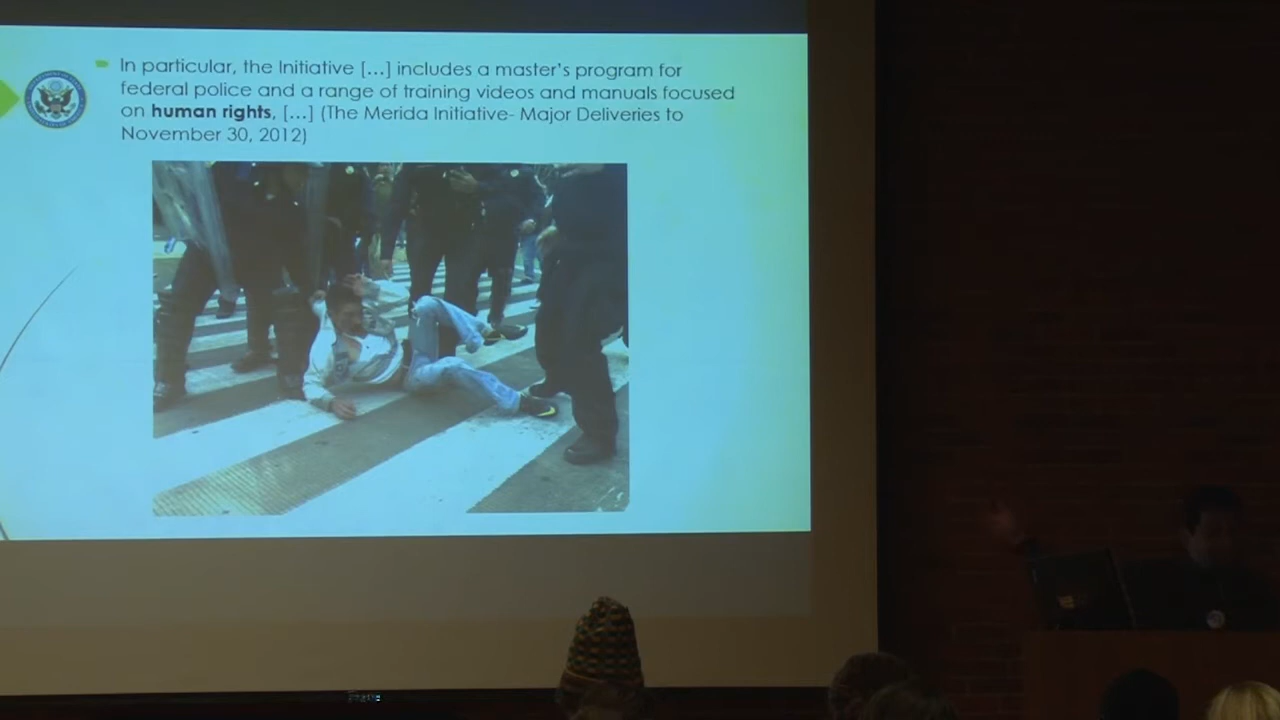 In particular, the Initiative [...] includes a master's program for
federal police and a range of training videos and manuals focused
on human rights, [...] (The Merida Initiative- Major Deliveries to
November 30, 2012)